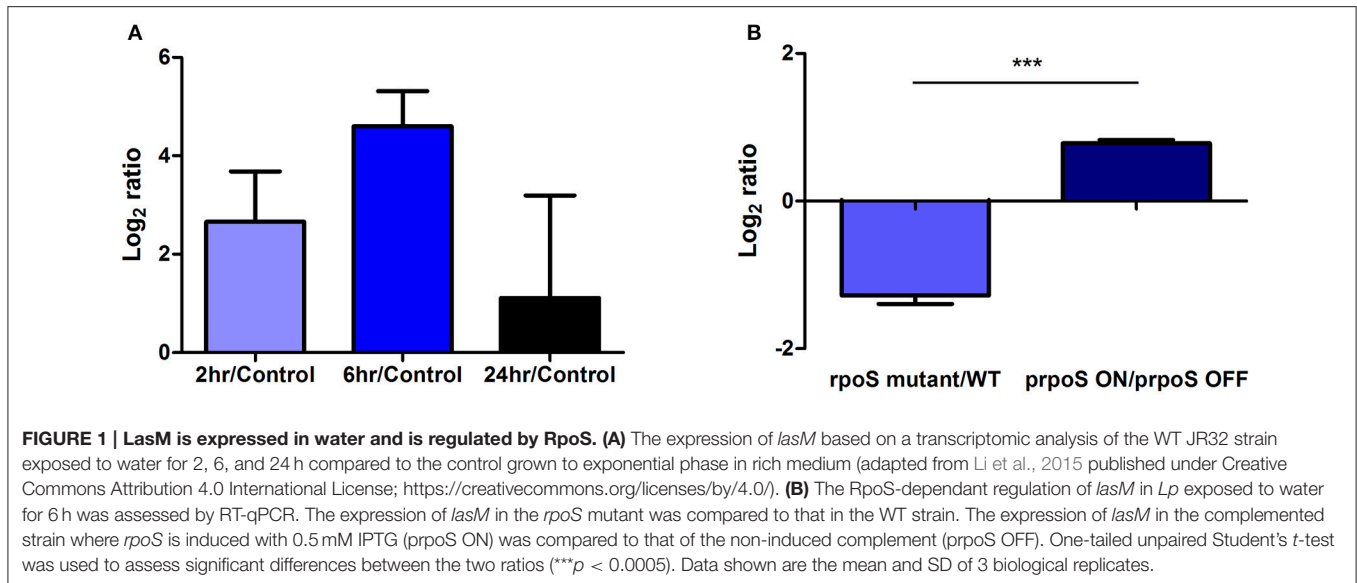 A
6
4
2
0
Log₂ ratio
2hr/Control 6hr/Control 24hr/Control
B
2
0
-2
Log₂ ratio
***
rpoS mutant/WT prpoS ON/prpoS OFF
FIGURE 1 | LasM is expressed in water and is regulated by RpoS. (A) The expression of lasM based on a transcriptomic analysis of the WT JR32 strain
exposed to water for 2, 6, and 24 h compared to the control grown to exponential phase in rich medium (adapted from Li et al., 2015 published under Creative
Commons Attribution 4.0 International License; https://creativecommons.org/licenses/by/4.0/). (B) The RpoS-dependant regulation of lasM in Lp exposed to water
for 6 h was assessed by RT-qPCR. The expression of lasM in the rpoS mutant was compared to that in the WT strain. The expression of lasM in the complemented
strain where rpoS is induced with 0.5 mM IPTG (prpoS ON) was compared to that of the non-induced complement (prpoS OFF). One-tailed unpaired Student's t-test
was used to assess significant differences between the two ratios (***p < 0.0005). Data shown are the mean and SD of 3 biological replicates.